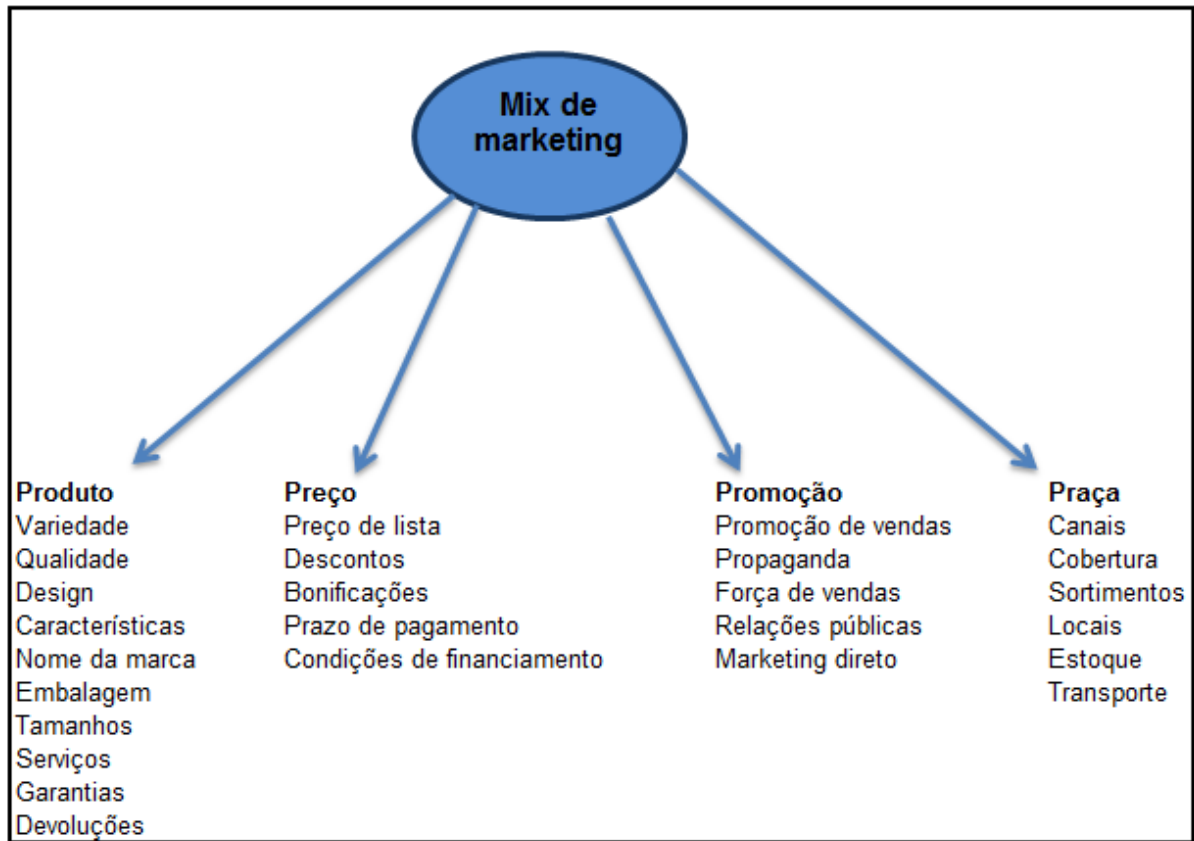 Mix de
marketing
Produto
Variedade
Qualidade
Design
Características
Nome da marca
Embalagem
Tamanhos
Serviços
Garantias
Devoluções
Preço
Preço de lista
Descontos
Bonificações
Prazo de pagamento
Condições de financiamento
Promoção
Promoção de vendas
Propaganda
Força de vendas
Relações públicas
Marketing direto
Praça
Canais
Cobertura
Sortimentos
Locais
Estoque
Transporte